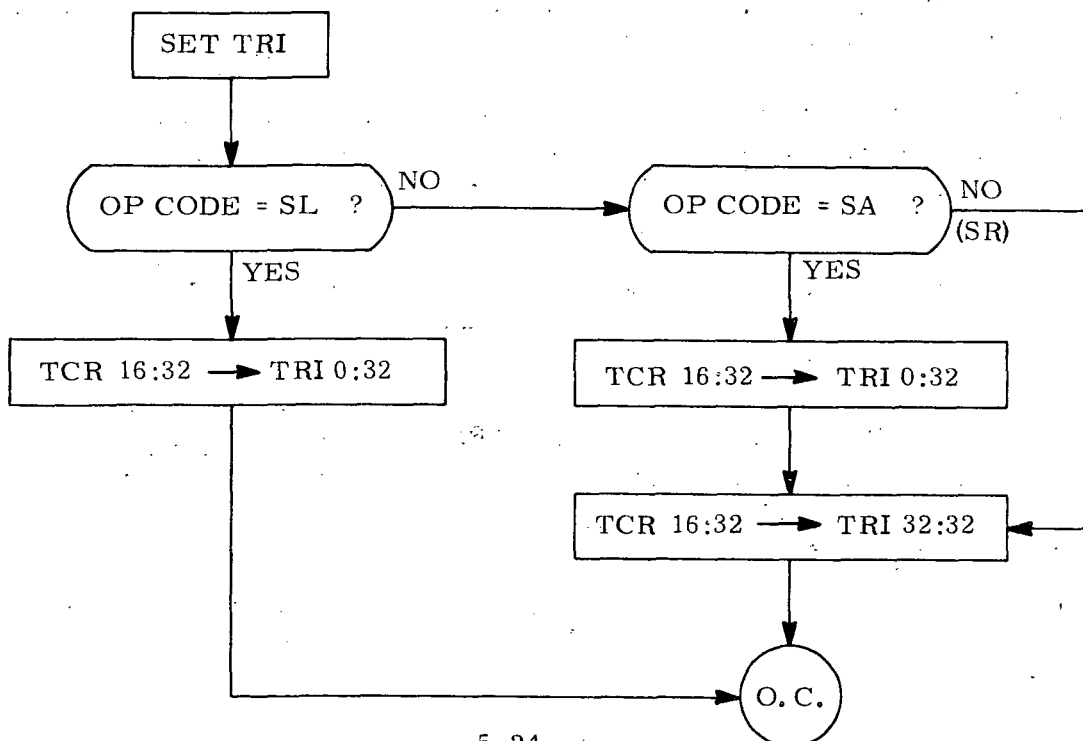 SET TRI
OP CODE = SL ?
NO
OP CODE = SA ?
NO
(SR)
YES
YES
TCR 16:32 → TRI 0:32
TCR 16:32 → TRI 0:32
TCR 16:32 → TRI 32:32
O. C.